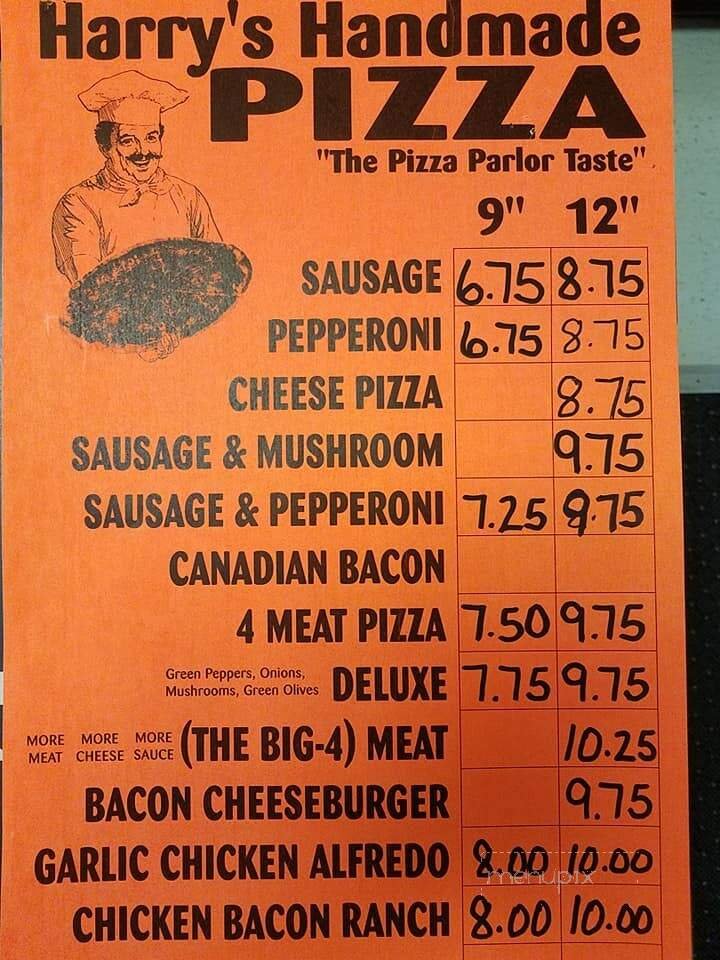 Harry's Handmade
PIZZA
"The Pizza Parlor Taste"
9" 12"
SAUSAGE 6.75 8.75
PEPPERONI 6.75 8.75
CHEESE PIZZA 8.75
SAUSAGE & MUSHROOM 9.75
SAUSAGE & PEPPERONI 7.25 9.75
CANADIAN BACON
4 MEAT PIZZA 7.50 9.75
Green Peppers, Onions,
Mushrooms, Green Olives DELUXE 7.75 9.75
MORE MORE MORE
MEAT CHEESE SAUCE (THE BIG-4) MEAT 10.25
BACON CHEESEBURGER 9.75
GARLIC CHICKEN ALFREDO 8.00 10.00
menupix
CHICKEN BACON RANCH 8.00 10.00